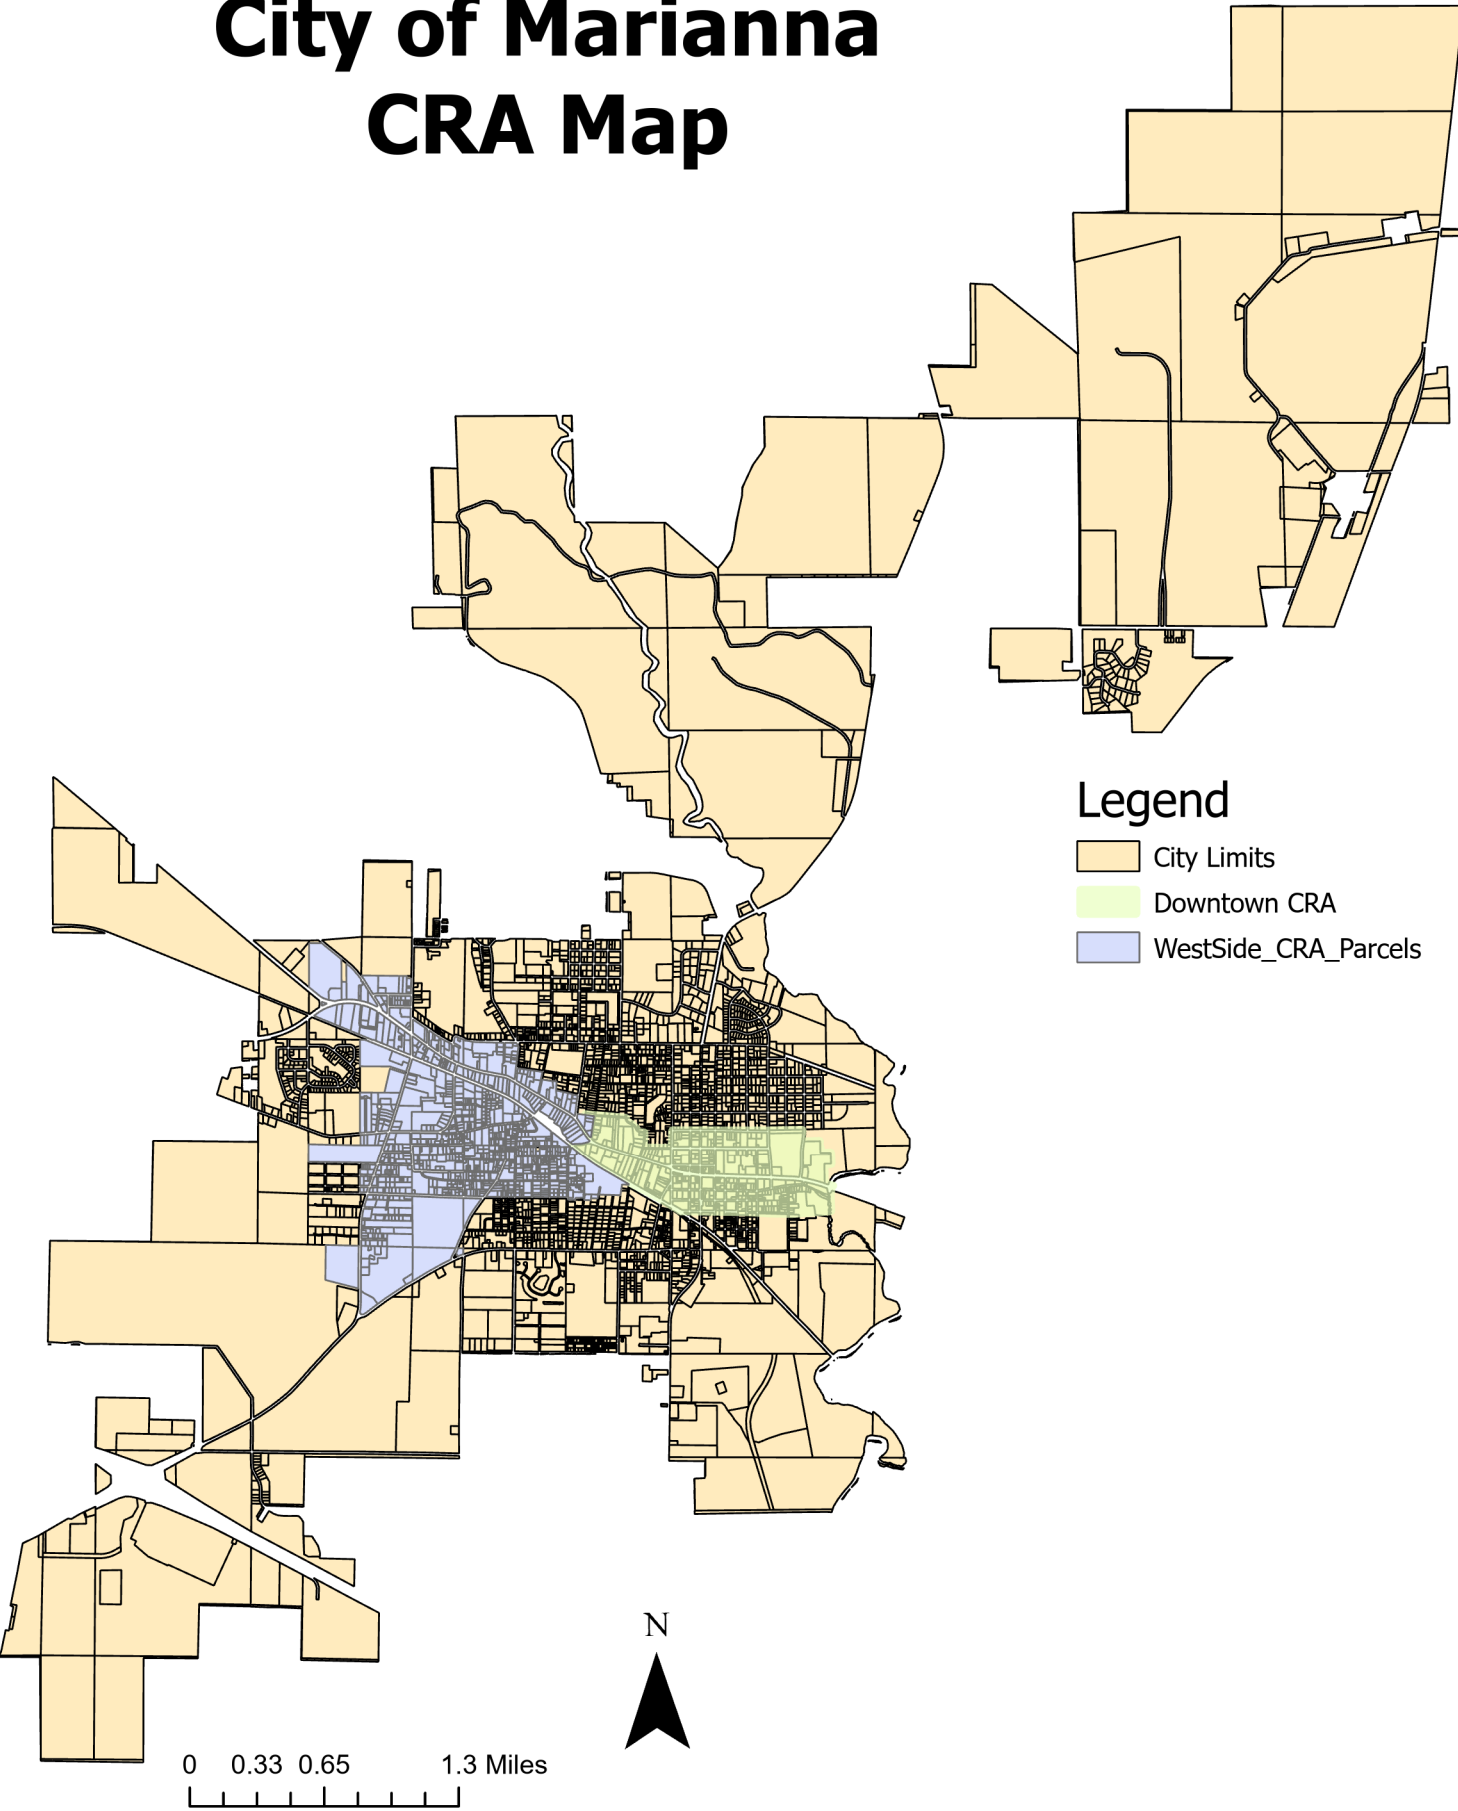 City of Marianna
CRA Map
Legend
City Limits
Downtown CRA
WestSide_CRA_Parcels
N
0 0.33 0.65 1.3 Miles